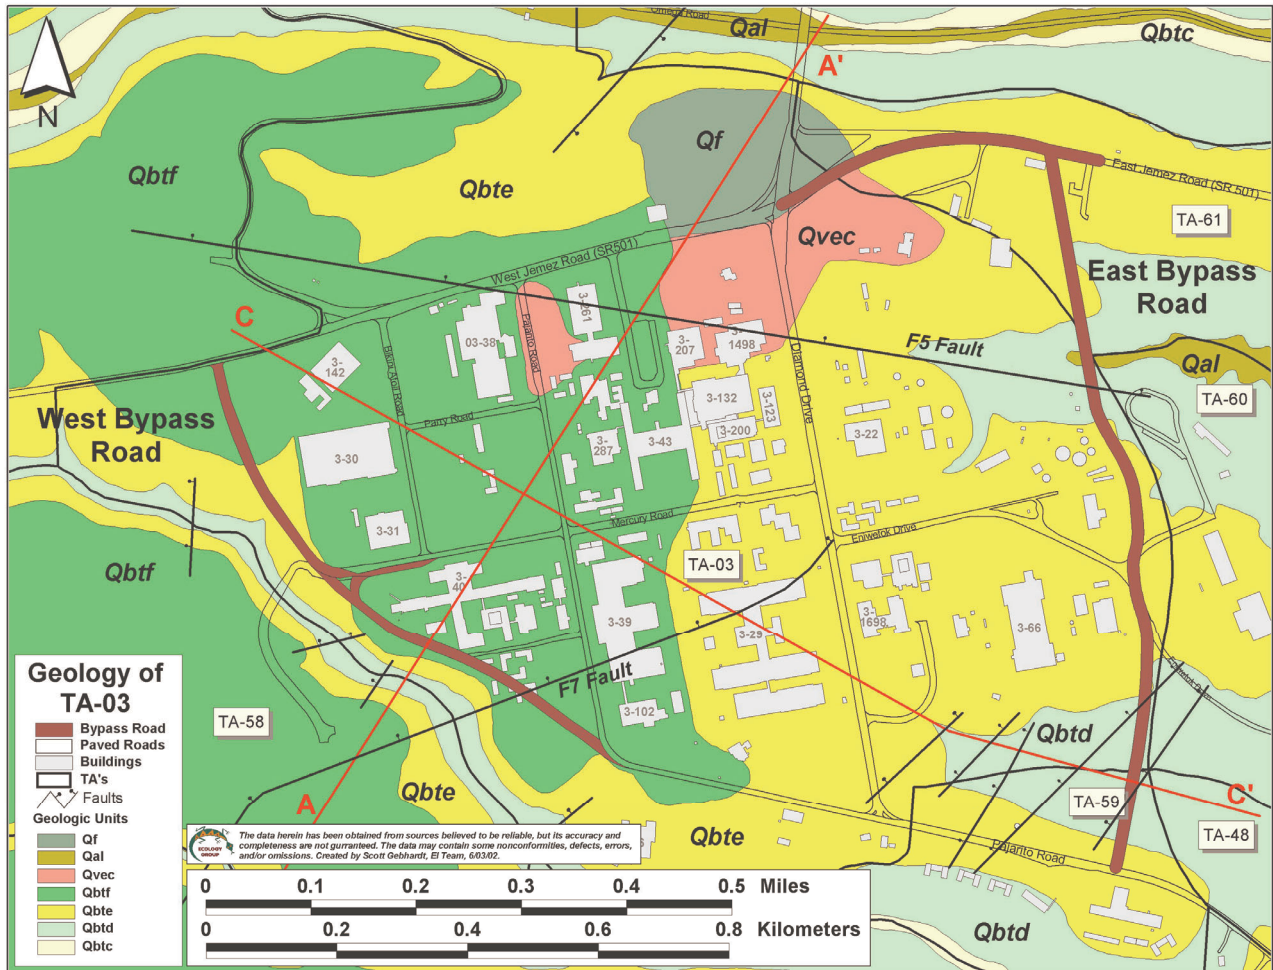 Omega Road
Qal
Qbtc
A'
N
Qf
Qbtf
Qbte
East Jemez Road (SR 501)
TA-61
Qvec
West Jemez Road (SR501)
East Bypass
Road
C
3-261
03-38
Pajarito Road
Bikini Atoll Road
3-
207
3-
1498
Diamond Drive
F5 Fault
Qal
3-
142
TA-60
3-132
3-123
West Bypass
Road
Parry Road
3-200
3-22
3-
287
3-43
3-30
Mercury Road
3-31
Eniwetok Drive
TA-03
Qbtf
3-
40
3-39
3-
1698
3-29
3-66
F7 Fault
Geology of
TA-03
Bypass Road
Paved Roads
Buildings
TA's
Faults
Geologic Units
Qf
Qal
Qvec
Qbtf
Qbte
Qbtd
Qbtc
TA-58
3-102
Qbtd
A
Qbte
C'
TA-59
TA-48
Qbte
Pajarito Road
Qbtd
ECOLOGY
GROUP
The data herein has been obtained from sources believed to be reliable, but its accuracy and
completeness are not gurranteed. The data may contain some nonconformities, defects, errors,
and/or omissions. Created by Scott Gebhardt, EI Team, 6/03/02.
0 0.1 0.2 0.3 0.4 0.5 Miles
0 0.2 0.4 0.6 0.8 Kilometers